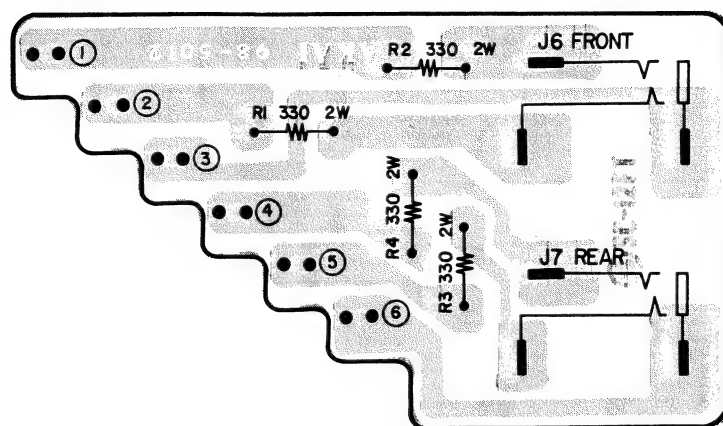 R2 330 2W
J6 FRONT
1
2
R1 330 2W
3
4
R4 330 2W
R3 330 2W
5
J7 REAR
6